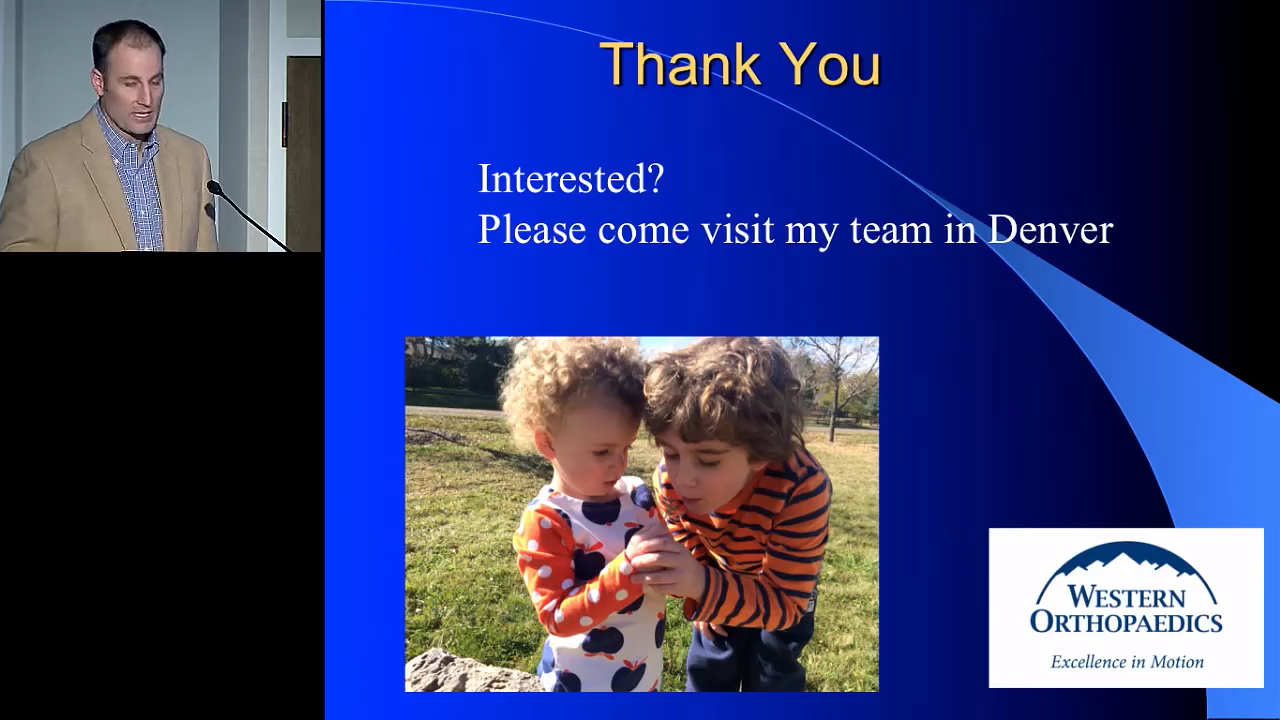 Thank You
Interested?
Please come visit my team in Denver
WESTERN
ORTHOPAEDICS
Excellence in Motion